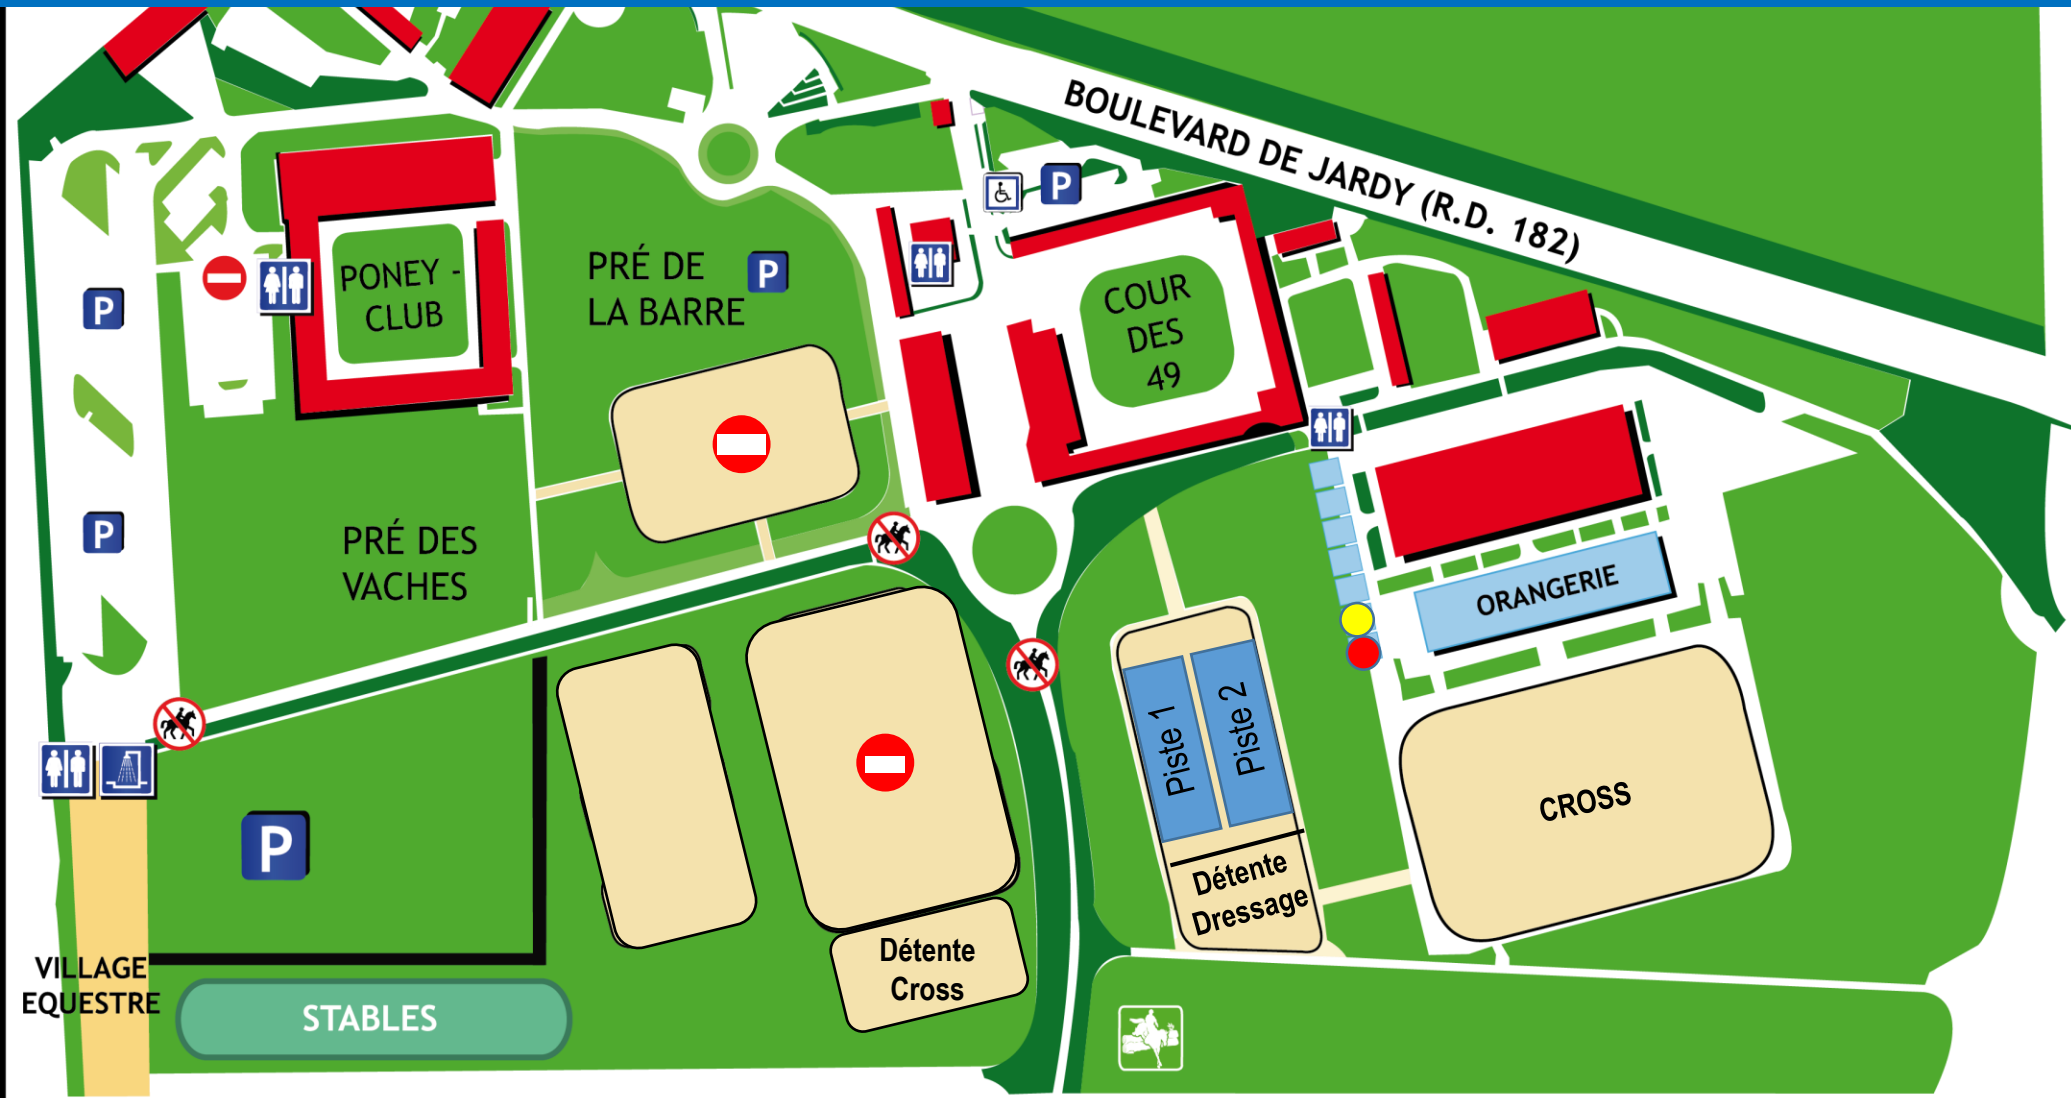 BOULEVARD DE JARDY (R.D. 182)
P
PONEY -
CLUB
PRÉ DE
LA BARRE
P
COUR
DES
49
P
P
PRÉ DES
VACHES
ORANGERIE
Piste 1
Piste 2
CROSS
P
Détente
Dressage
Détente
Cross
VILLAGE
EQUESTRE
STABLES